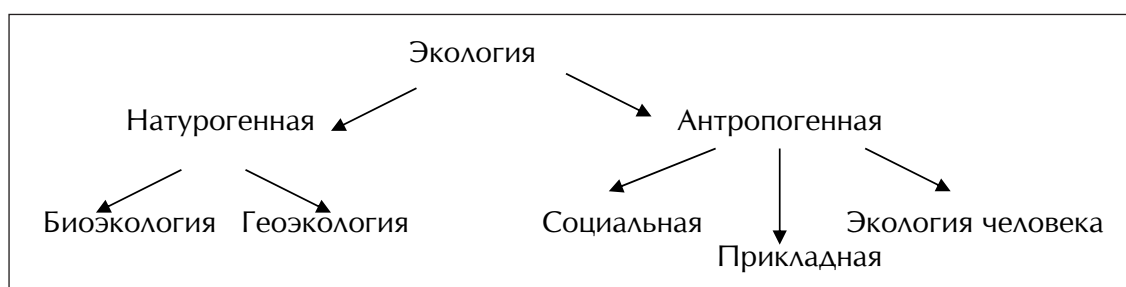 Экология
Натурогенная Антропогенная
Биоэкология Геоэкология Социальная Экология человека
Прикладная